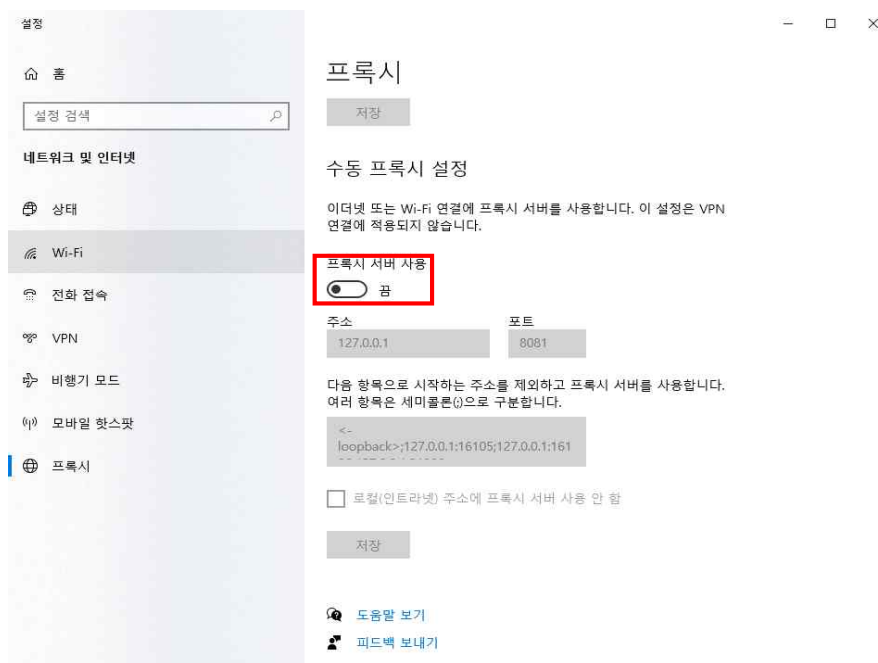 설정
홈
설정 검색
네트워크 및 인터넷
상태
Wi-Fi
전화 접속
VPN
비행기 모드
모바일 핫스팟
프록시
프록시
저장
수동 프록시 설정
이더넷 또는 Wi-Fi 연결에 프록시 서버를 사용합니다. 이 설정은 VPN
연결에 적용되지 않습니다.
프록시 서버 사용
끔
주소
포트
127.0.0.1
8081
다음 항목으로 시작하는 주소를 제외하고 프록시 서버를 사용합니다.
여러 항목은 세미콜론(;)으로 구분합니다.
<-
loopback>;127.0.0.1:16105;127.0.0.1:161
로컬(인트라넷) 주소에 프록시 서버 사용 안 함
저장
도움말 보기
피드백 보내기